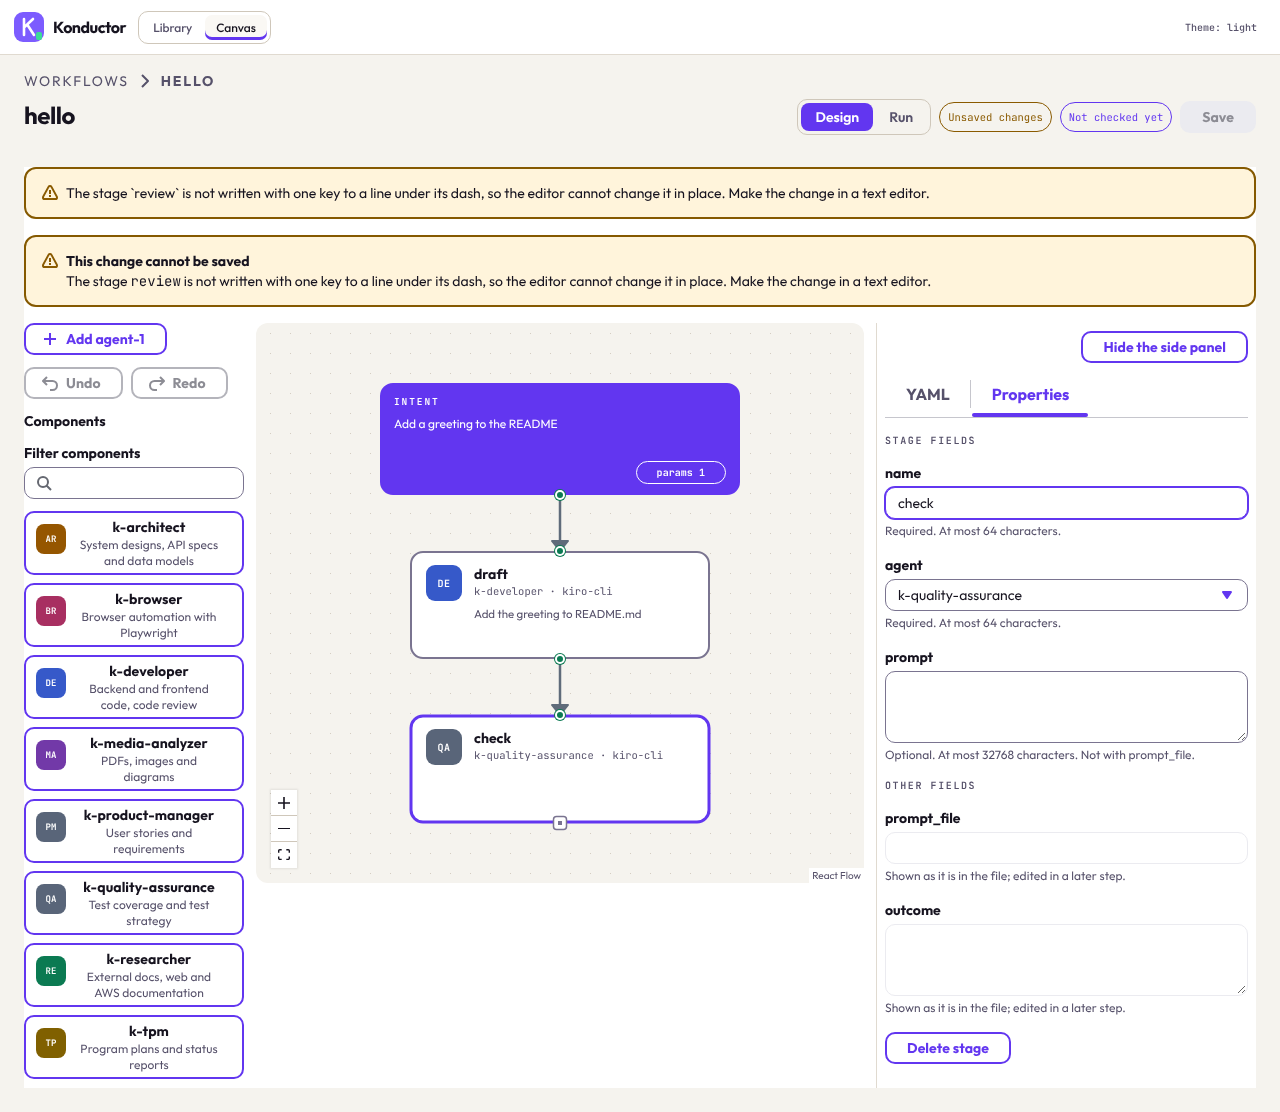 Konductor
Library
Canvas
Theme: light
WORKFLOWS > HELLO
hello
Design
Run
Unsaved changes
Not checked yet
Save
The stage `review` is not written with one key to a line under its dash, so the editor cannot change it in place. Make the change in a text editor.
This change cannot be saved
The stage review is not written with one key to a line under its dash, so the editor cannot change it in place. Make the change in a text editor.
Add agent-1
Undo
Redo
Components
Filter components
AR
k-architect
System designs, API specs
and data models
BR
k-browser
Browser automation with
Playwright
DE
k-developer
Backend and frontend
code, code review
MA
k-media-analyzer
PDFs, images and
diagrams
PM
k-product-manager
User stories and
requirements
QA
k-quality-assurance
Test coverage and test
strategy
RE
k-researcher
External docs, web and
AWS documentation
TP
k-tpm
Program plans and status
reports
INTENT
Add a greeting to the README
params 1
DE
draft
k-developer · kiro-cli
Add the greeting to README.md
QA
check
k-quality-assurance · kiro-cli
React Flow
Hide the side panel
YAML
Properties
STAGE FIELDS
name
check
Required. At most 64 characters.
agent
k-quality-assurance
Required. At most 64 characters.
prompt
Optional. At most 32768 characters. Not with prompt_file.
OTHER FIELDS
prompt_file
Shown as it is in the file; edited in a later step.
outcome
Shown as it is in the file; edited in a later step.
Delete stage